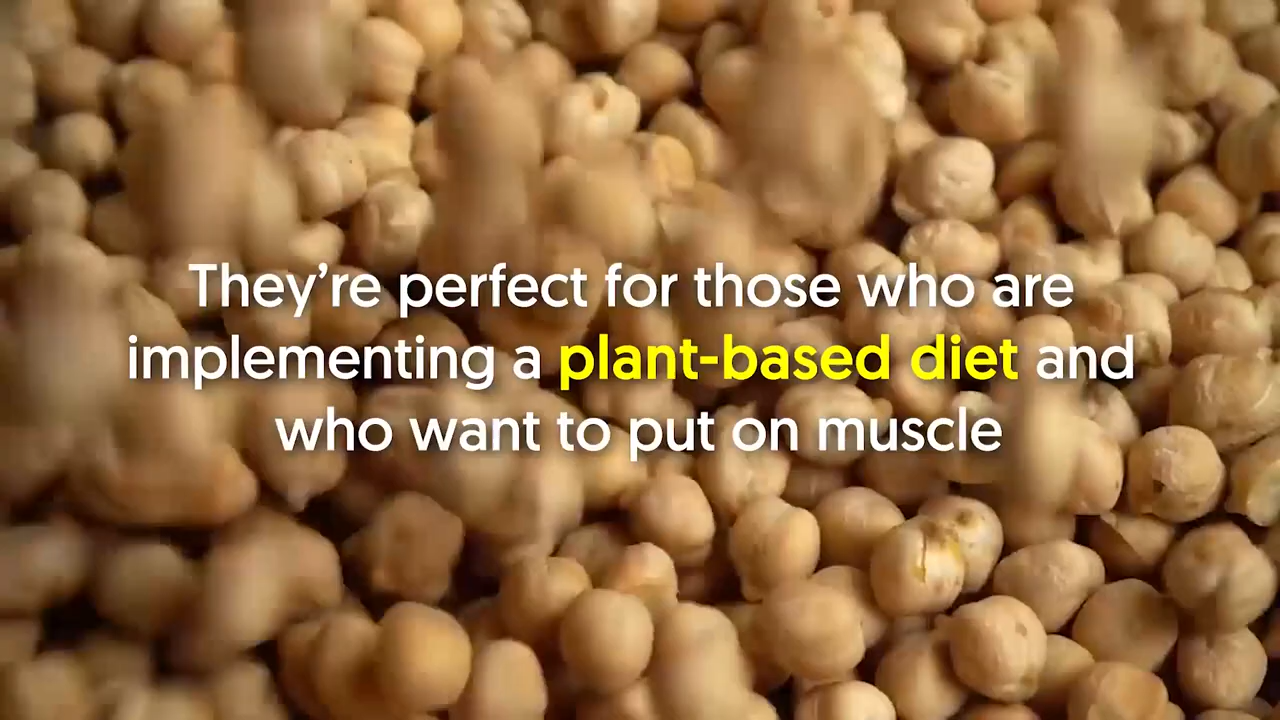 They’re perfect for those who are
implementing a plant-based diet and
who want to put on muscle